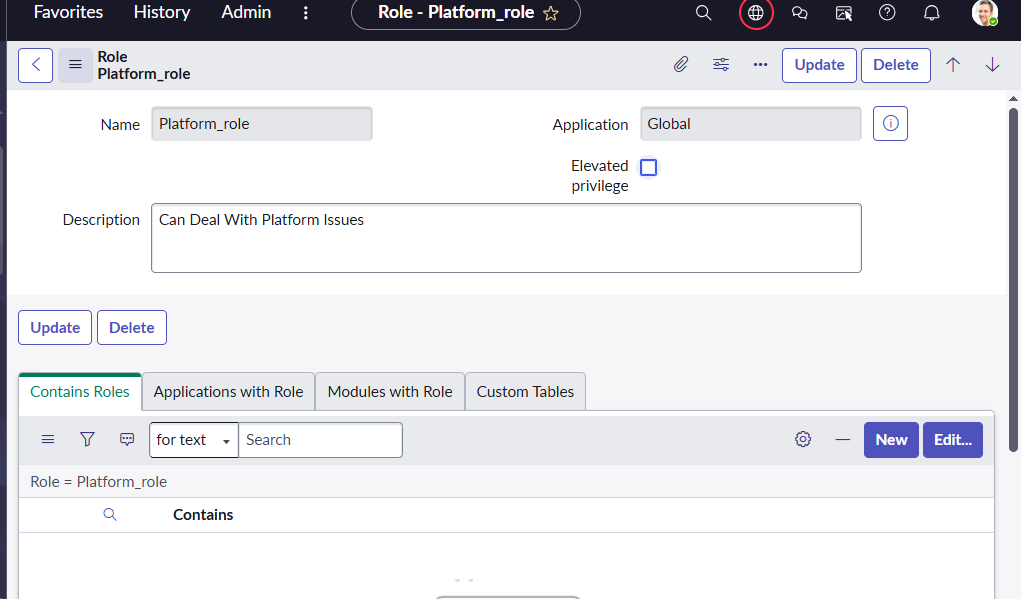 Favorites History Admin Role - Platform_role
Role
Platform_role
Update Delete
Name Platform_role Application Global
Elevated
privilege
Description Can Deal With Platform Issues
Update Delete
Contains Roles Applications with Role Modules with Role Custom Tables
for text Search New Edit...
Role = Platform_role
Contains